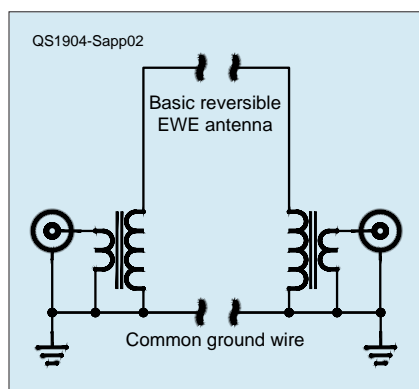 QS1904-Sapp02
Basic reversible
EWE antenna
Common ground wire